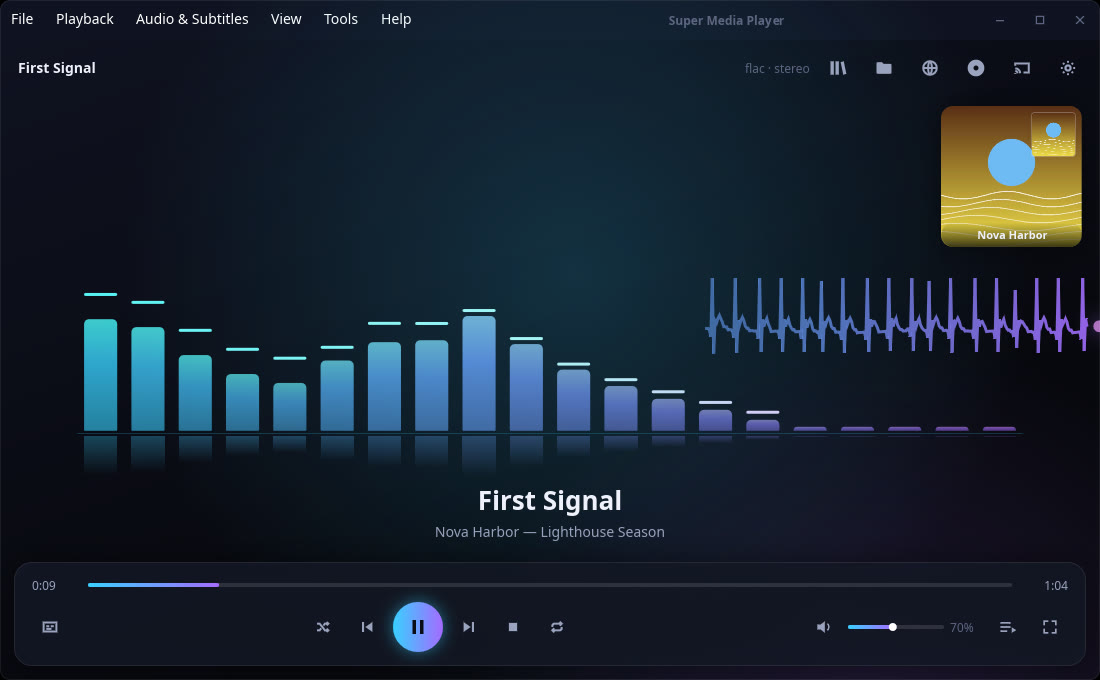 File Playback Audio & Subtitles View Tools Help Super Media Player
First Signal flac · stereo
Nova Harbor
First Signal
Nova Harbor — Lighthouse Season
0:09 1:04
70%